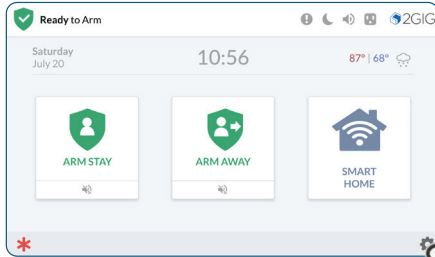 Ready to Arm
2GIG
Saturday
July 20
10:56
87° | 68°
ARM STAY
ARM AWAY
SMART
HOME